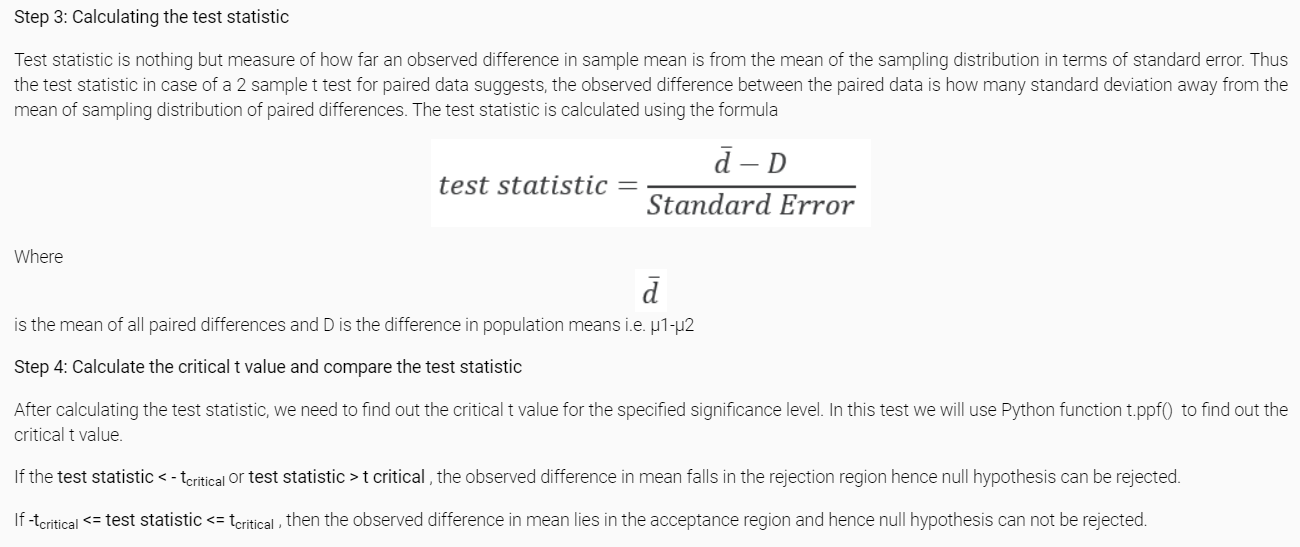 Step 3: Calculating the test statistic
Test statistic is nothing but measure of how far an observed difference in sample mean is from the mean of the sampling distribution in terms of standard error. Thus
the test statistic in case of a 2 sample t test for paired data suggests, the observed difference between the paired data is how many standard deviation away from the
mean of sampling distribution of paired differences. The test statistic is calculated using the formula
test statistic = (d̄ − D) / Standard Error
Where
d̄
is the mean of all paired differences and D is the difference in population means i.e. μ1-μ2
Step 4: Calculate the critical t value and compare the test statistic
After calculating the test statistic, we need to find out the critical t value for the specified significance level. In this test we will use Python function t.ppf() to find out the
critical t value.
If the test statistic < - tcritical or test statistic > t critical , the observed difference in mean falls in the rejection region hence null hypothesis can be rejected.
If -tcritical <= test statistic <= tcritical , then the observed difference in mean lies in the acceptance region and hence null hypothesis can not be rejected.